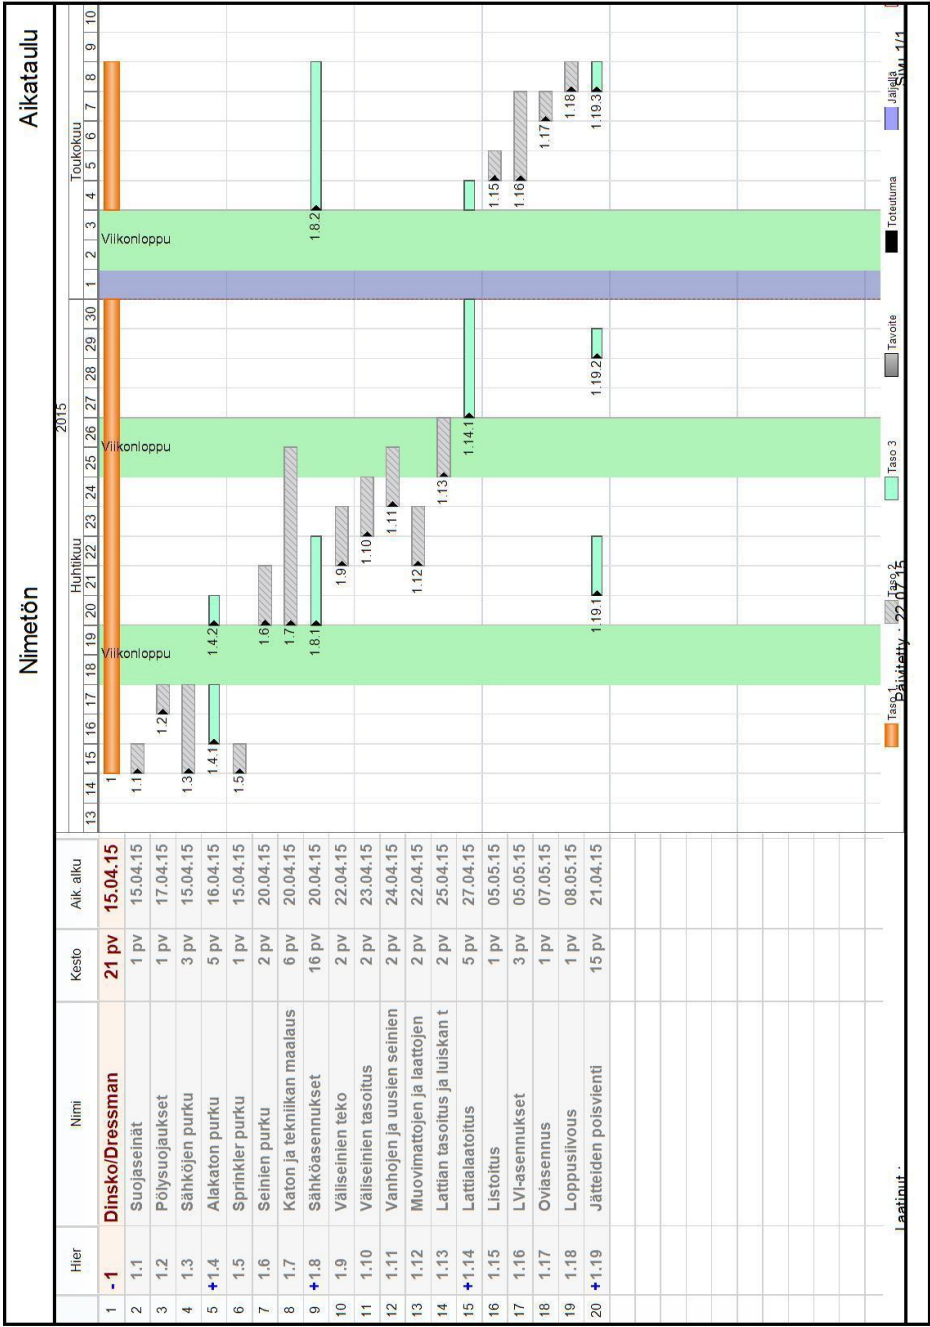 Nimetön
Aikataulu
Hier Nimi Kesto Aik. alku
2015
Huhtikuu Toukokuu
13 14 15 16 17 18 19 20 21 22 23 24 25 26 27 28 29 30 1 2 3 4 5 6 7 8 9 10
1 - 1 Dinsko/Dressman 21 pv 15.04.15
2 1.1 Suojaseinät 1 pv 15.04.15
3 1.2 Pölysuojaukset 1 pv 17.04.15
4 1.3 Sähköjen purku 3 pv 15.04.15
5 +1.4 Alakaton purku 5 pv 16.04.15
6 1.5 Sprinkler purku 1 pv 15.04.15
7 1.6 Seinien purku 2 pv 20.04.15
8 1.7 Katon ja tekniikan maalaus 6 pv 20.04.15
9 +1.8 Sähköasennukset 16 pv 20.04.15
10 1.9 Väliseinien teko 2 pv 22.04.15
11 1.10 Väliseinien tasoitus 2 pv 23.04.15
12 1.11 Vanhojen ja uusien seinien 2 pv 24.04.15
13 1.12 Muovimattojen ja laattojen 2 pv 22.04.15
14 1.13 Lattian tasoitus ja luiskan t 2 pv 25.04.15
15 +1.14 Lattialaatoitus 5 pv 27.04.15
16 1.15 Listoitus 1 pv 05.05.15
17 1.16 LVI-asennukset 3 pv 05.05.15
18 1.17 Oviasennus 1 pv 07.05.15
19 1.18 Loppusiivous 1 pv 08.05.15
20 +1.19 Jätteiden poisvienti 15 pv 21.04.15
Viikonloppu
Viikonloppu
Viikonloppu
1
1.1
1.2
1.3
1.4.1
1.4.2
1.5
1.6
1.7
1.8.1
1.8.2
1.9
1.10
1.11
1.12
1.13
1.14.1
1.15
1.16
1.17
1.18
1.19.1
1.19.2
1.19.3
Taso 1
Taso 2
Taso 3
Tavoite
Toteutuma
Jäljellä
Laatinut :
Päivitetty : 22.07.15
Sivu 1/1